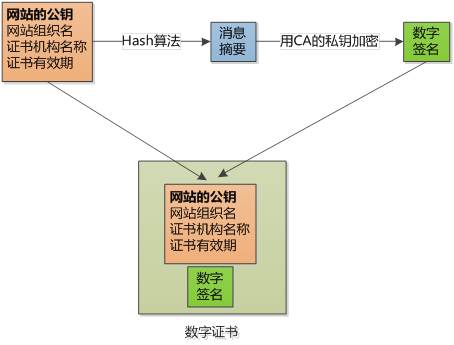 网站的公钥
网站组织名
证书机构名称
证书有效期
Hash算法
消息
摘要
用CA的私钥加密
数字
签名
网站的公钥
网站组织名
证书机构名称
证书有效期
数字
签名
数字证书